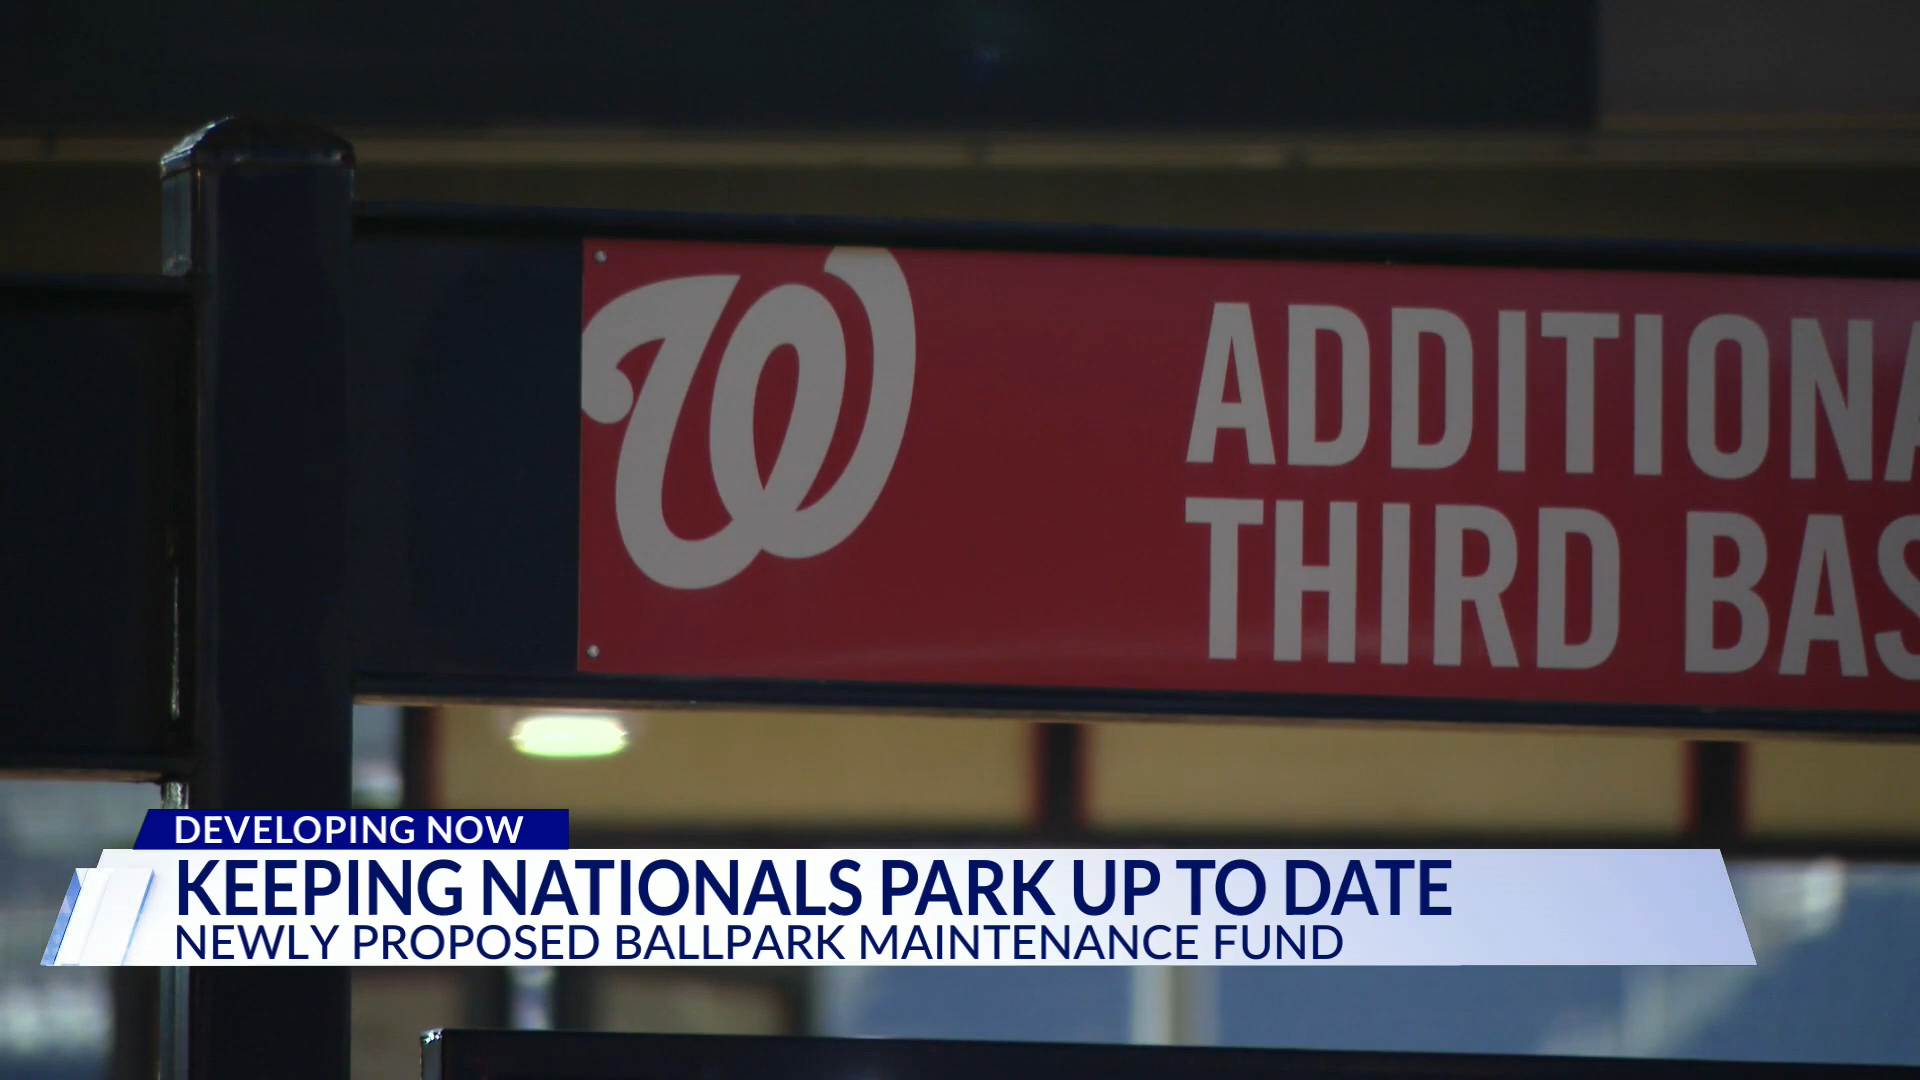 W
ADDITIONA
THIRD BAS
DEVELOPING NOW
KEEPING NATIONALS PARK UP TO DATE
NEWLY PROPOSED BALLPARK MAINTENANCE FUND